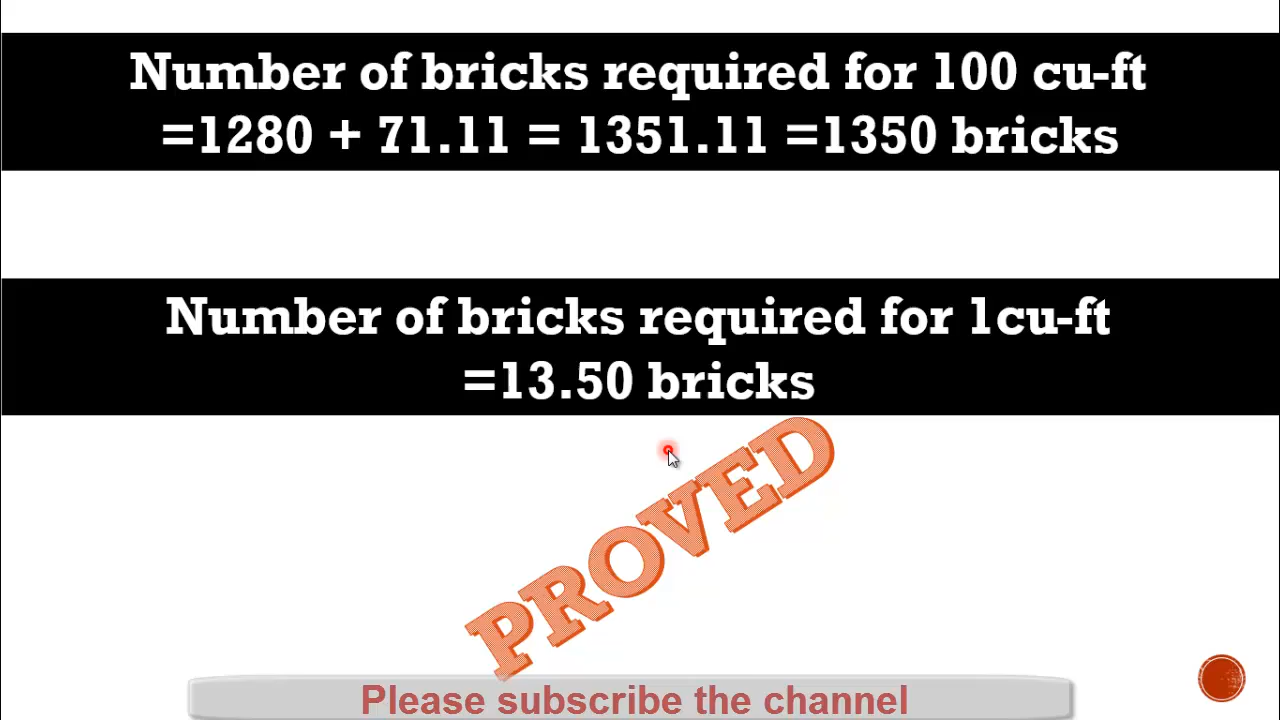 Number of bricks required for 100 cu-ft
=1280 + 71.11 = 1351.11 =1350 bricks
Number of bricks required for 1cu-ft
=13.50 bricks
PROVED
Please subscribe the channel